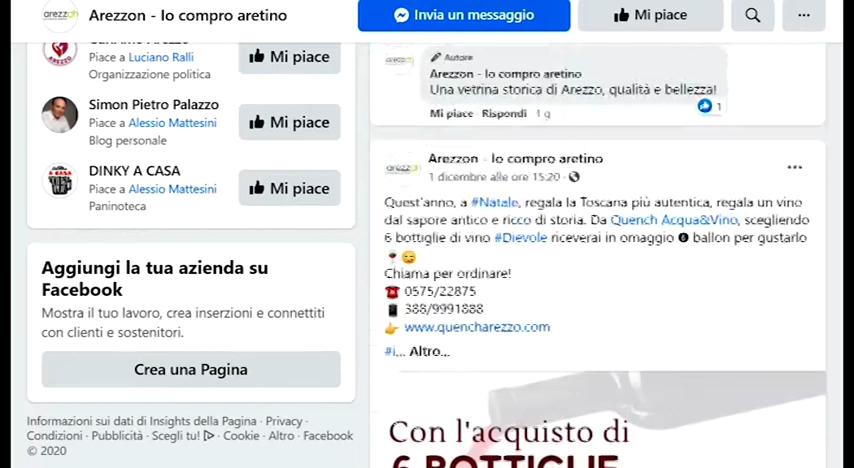 arezzon Arezzon - Io compro aretino
Invia un messaggio
Mi piace
AREZZO
Piace a Luciano Ralli
Organizzazione politica
Mi piace
Simon Pietro Palazzo
Piace a Alessio Mattesini
Blog personale
Mi piace
DINKY A CASA
Piace a Alessio Mattesini
Paninoteca
Mi piace
Aggiungi la tua azienda su
Facebook
Mostra il tuo lavoro, crea inserzioni e connettiti
con clienti e sostenitori.
Crea una Pagina
Informazioni sui dati di Insights della Pagina · Privacy ·
Condizioni · Pubblicità · Scegli tu! · Cookie · Altro · Facebook
© 2020
Autore
Arezzon - Io compro aretino
Una vetrina storica di Arezzo, qualità e bellezza!
1
Mi piace · Rispondi · 1 g
arezzon
Arezzon - Io compro aretino
1 dicembre alle ore 15:20 ·
Quest'anno, a #Natale, regala la Toscana più autentica, regala un vino
dal sapore antico e ricco di storia. Da Quench Acqua&Vino, scegliendo
6 bottiglie di vino #Dievole riceverai in omaggio ❻ ballon per gustarlo
🍷😋
Chiama per ordinare!
☎️ 0575/22875
📱 388/9991888
👉 www.quencharezzo.com
#i... Altro...
Con l'acquisto di
6 BOTTIGLIE